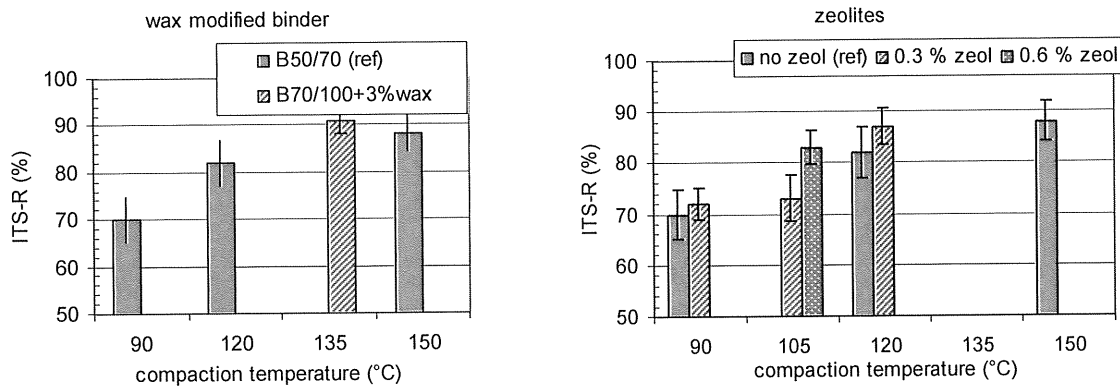 wax modified binder
B50/70 (ref)
B70/100+3%wax
100
90
80
70
60
50
ITS-R (%)
90 120 135 150
compaction temperature (°C)
zeolites
no zeol (ref) 0.3 % zeol 0.6 % zeol
100
90
80
70
60
50
ITS-R (%)
90 105 120 135 150
compaction temperature (°C)